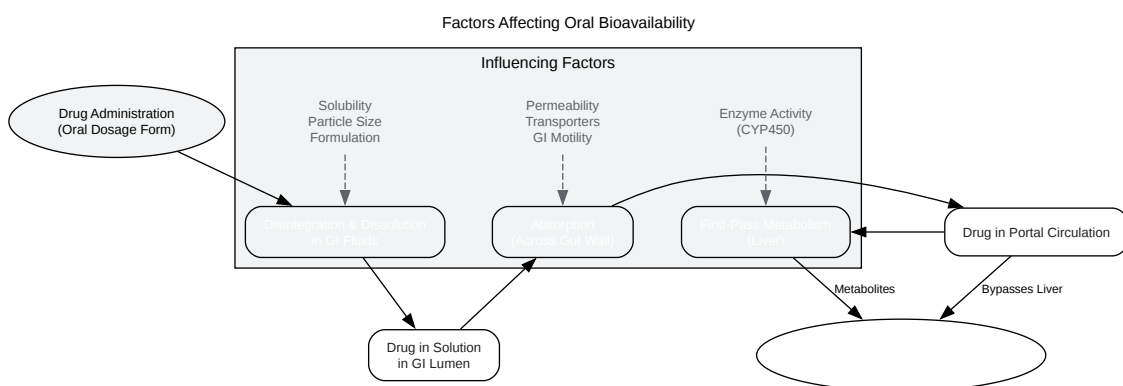 Factors Affecting Oral Bioavailability
Influencing Factors
Drug Administration
(Oral Dosage Form)
Solubility
Particle Size
Formulation
Permeability
Transporters
GI Motility
Enzyme Activity
(CYP450)
Disintegration & Dissolution
in GI Fluids
Absorption
(Across Gut Wall)
First-Pass Metabolism
(Liver)
Drug in Portal Circulation
Metabolites
Bypasses Liver
Drug in Solution
in GI Lumen